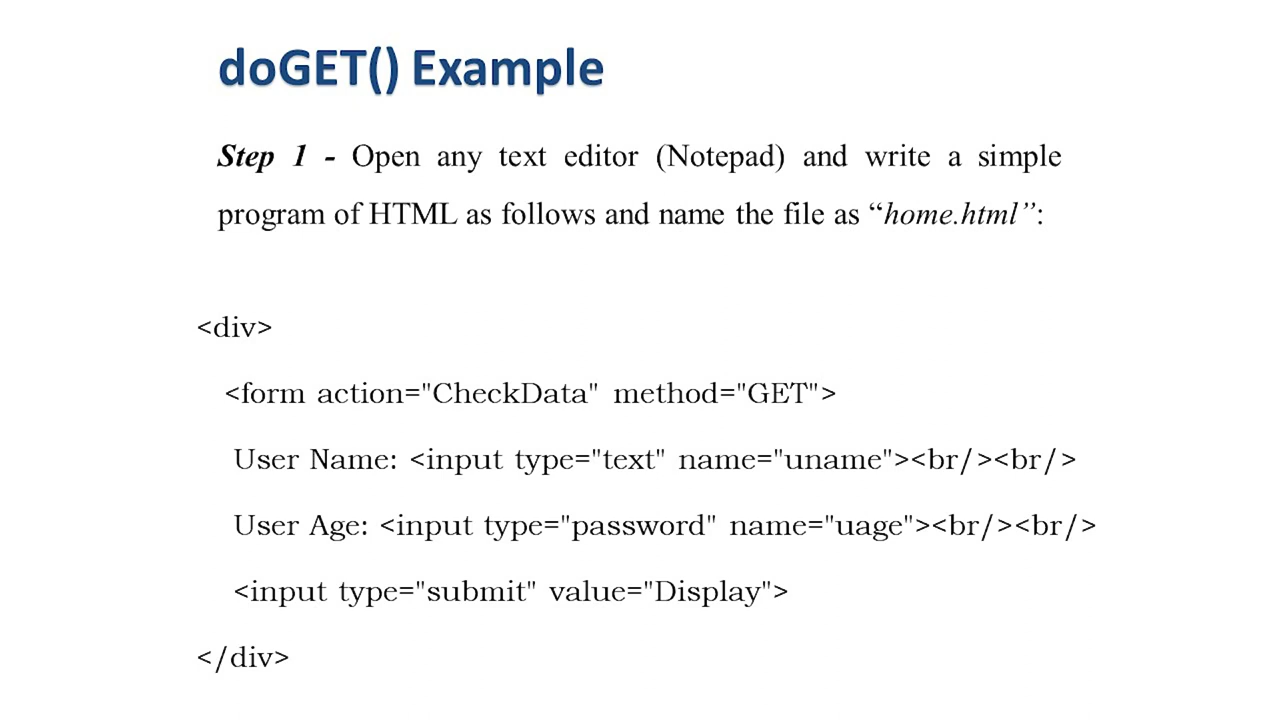 doGET() Example
Step 1 - Open any text editor (Notepad) and write a simple
program of HTML as follows and name the file as “home.html”:
<div>
<form action="CheckData" method="GET">
User Name: <input type="text" name="uname"><br/><br/>
User Age: <input type="password" name="uage"><br/><br/>
<input type="submit" value="Display">
</div>